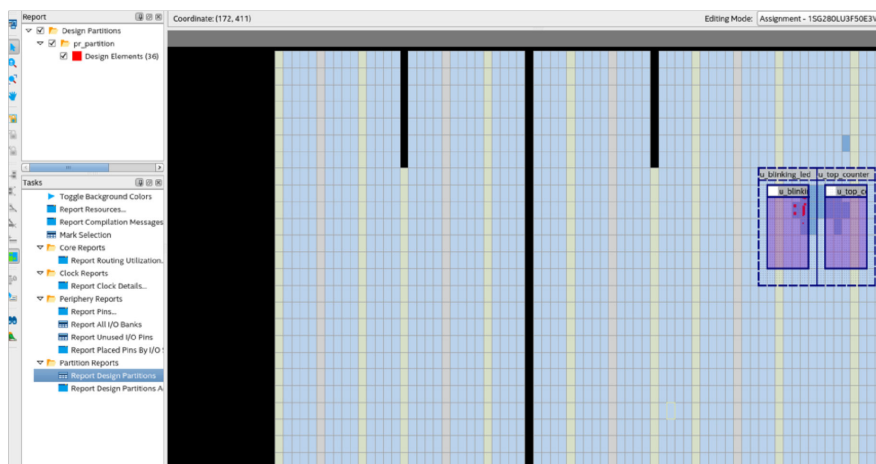 Report
Coordinate: (172, 411)
Editing Mode: Assignment - 1SG280LU3F50E3V
Design Partitions
pr_partition
Design Elements (36)
Tasks
Toggle Background Colors
Report Resources...
Report Compilation Messages
Mark Selection
Core Reports
Report Routing Utilization.
Clock Reports
Report Clock Details...
Periphery Reports
Report Pins...
Report All I/O Banks
Report Unused I/O Pins
Report Placed Pins By I/O
Partition Reports
Report Design Partitions
Report Design Partitions A
u_blinking_led u_top_counter
u_blinki u_top_c